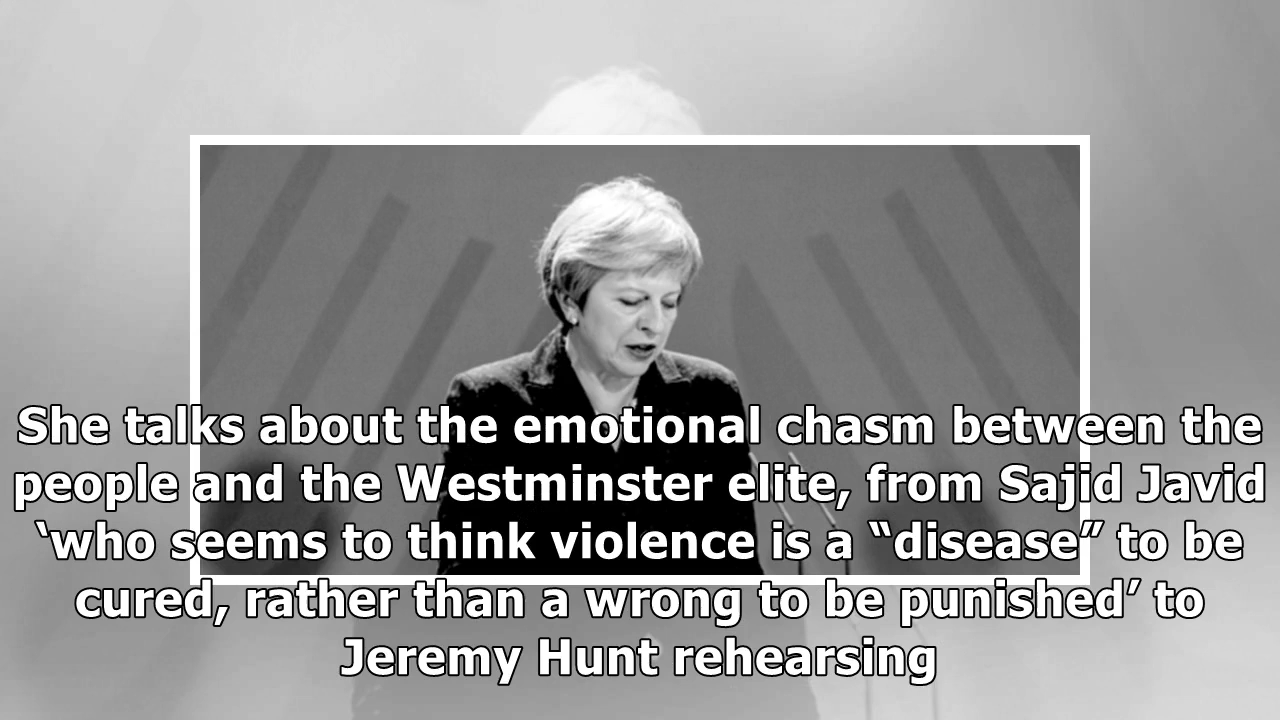 She talks about the emotional chasm between the
people and the Westminster elite, from Sajid Javid
‘who seems to think violence is a “disease” to be
cured, rather than a wrong to be punished’ to
Jeremy Hunt rehearsing